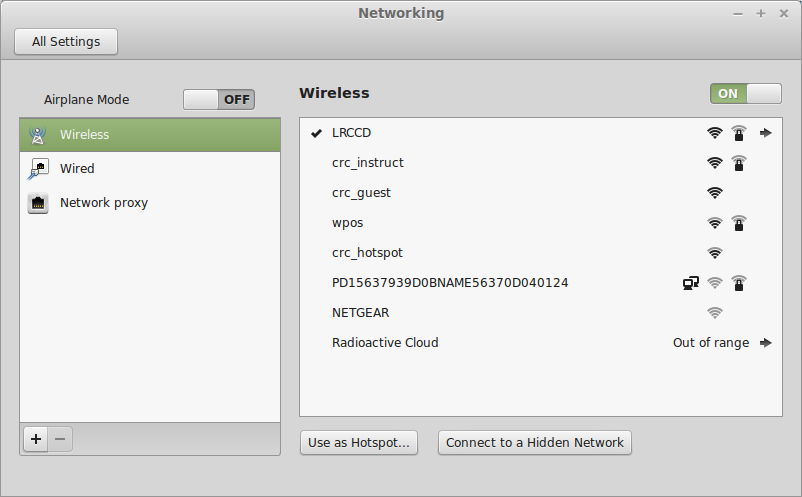 Networking
All Settings
Airplane Mode
OFF
Wireless
ON
Wireless
Wired
Network proxy
LRCCD
crc_instruct
crc_guest
wpos
crc_hotspot
PD15637939D0BNAME56370D040124
NETGEAR
Radioactive Cloud Out of range
Use as Hotspot...
Connect to a Hidden Network